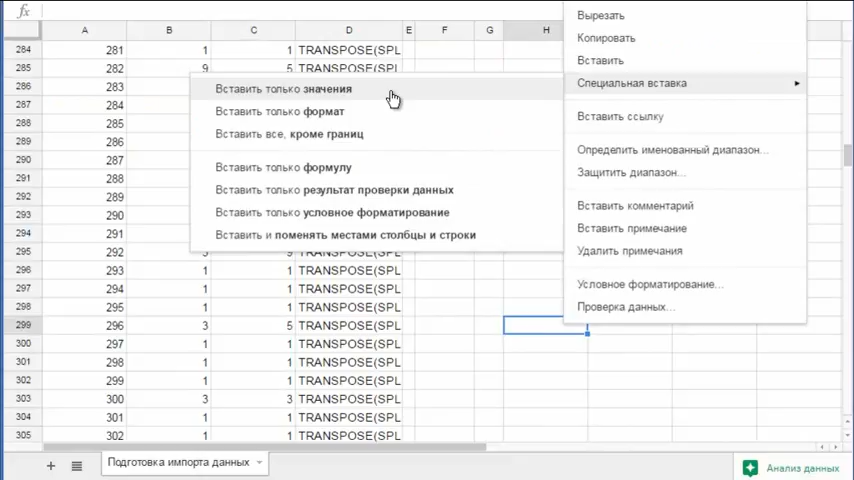 fx
Вырезать
Копировать
Вставить
Специальная вставка
Вставить ссылку
Определить именованный диапазон...
Защитить диапазон...
Вставить комментарий
Вставить примечание
Удалить примечания
Условное форматирование...
Проверка данных...
Вставить только значения
Вставить только формат
Вставить все, кроме границ
Вставить только формулу
Вставить только результат проверки данных
Вставить только условное форматирование
Вставить и поменять местами столбцы и строки
A B C D E F G H
284 281 1 1 TRANSPOSE(SPL
285 282 9 5 TRANSPOSE(SPL
286 283
287 284
288 285
289 286
290 287
291 288
292 289
293 290
294 291
295 292
296 293 1 1 TRANSPOSE(SPL
297 294 1 1 TRANSPOSE(SPL
298 295 1 1 TRANSPOSE(SPL
299 296 3 5 TRANSPOSE(SPL
300 297 1 1 TRANSPOSE(SPL
301 298 1 1 TRANSPOSE(SPL
302 299 1 1 TRANSPOSE(SPL
303 300 3 3 TRANSPOSE(SPL
304 301 1 1 TRANSPOSE(SPL
305 302 1 1 TRANSPOSE(SPL
Подготовка импорта данных
Анализ данных